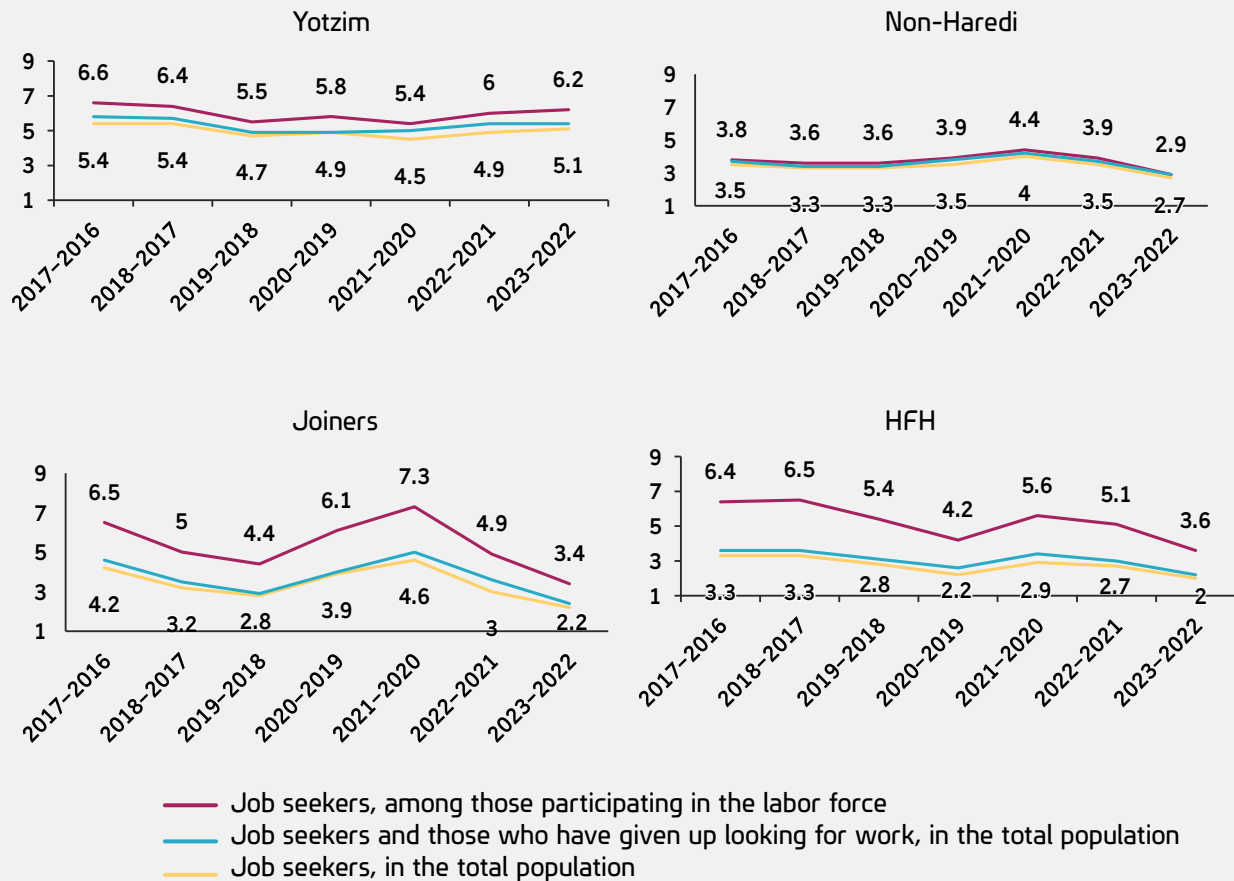 Yotzim
9
7
5
3
1
6.6 6.4 5.5 5.8 5.4 6 6.2
5.4 5.4 4.7 4.9 4.5 4.9 5.1
2017–2016 2018–2017 2019–2018 2020–2019 2021–2020 2022–2021 2023–2022
Non-Haredi
9
7
5
3
1
3.8 3.6 3.6 3.9 4.4 3.9 2.9
3.5 3.3 3.3 3.5 4 3.5 2.7
2017–2016 2018–2017 2019–2018 2020–2019 2021–2020 2022–2021 2023–2022
Joiners
9
7
5
3
1
6.5 5 4.4 6.1 7.3 4.9 3.4
4.2 3.2 2.8 3.9 4.6 3 2.2
2017–2016 2018–2017 2019–2018 2020–2019 2021–2020 2022–2021 2023–2022
HFH
9
7
5
3
1
6.4 6.5 5.4 4.2 5.6 5.1 3.6
3.3 3.3 2.8 2.2 2.9 2.7 2
2017–2016 2018–2017 2019–2018 2020–2019 2021–2020 2022–2021 2023–2022
Job seekers, among those participating in the labor force
Job seekers and those who have given up looking for work, in the total population
Job seekers, in the total population